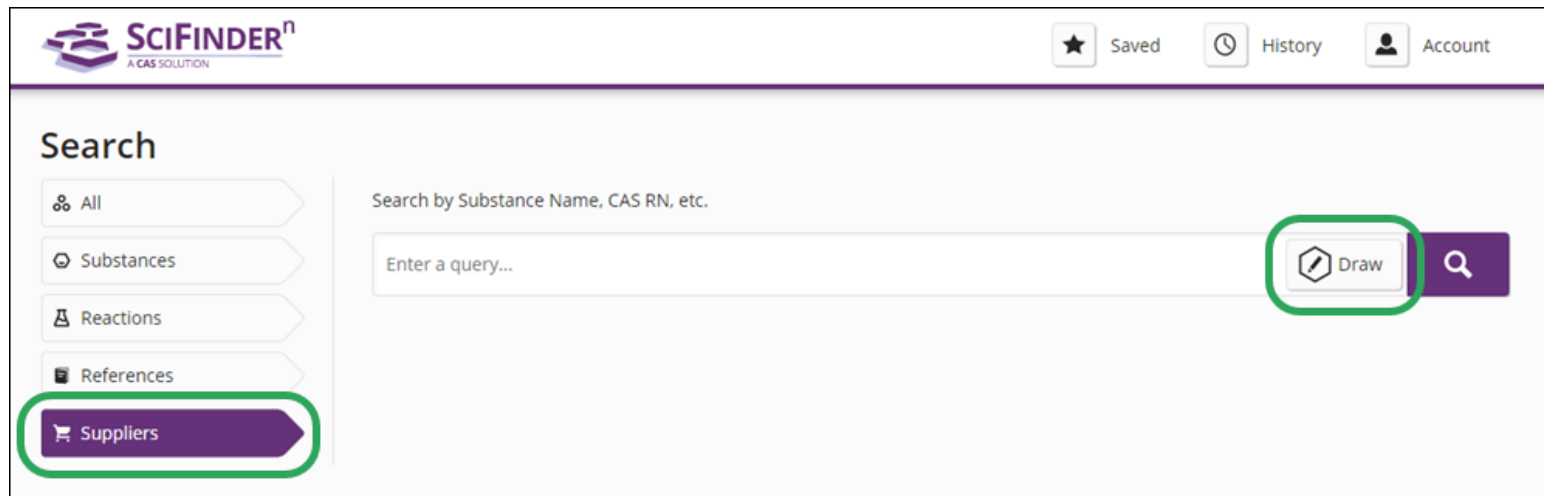 SCIFINDERⁿ
A CAS SOLUTION
Saved
History
Account
Search
All
Substances
Reactions
References
Suppliers
Search by Substance Name, CAS RN, etc.
Enter a query...
Draw